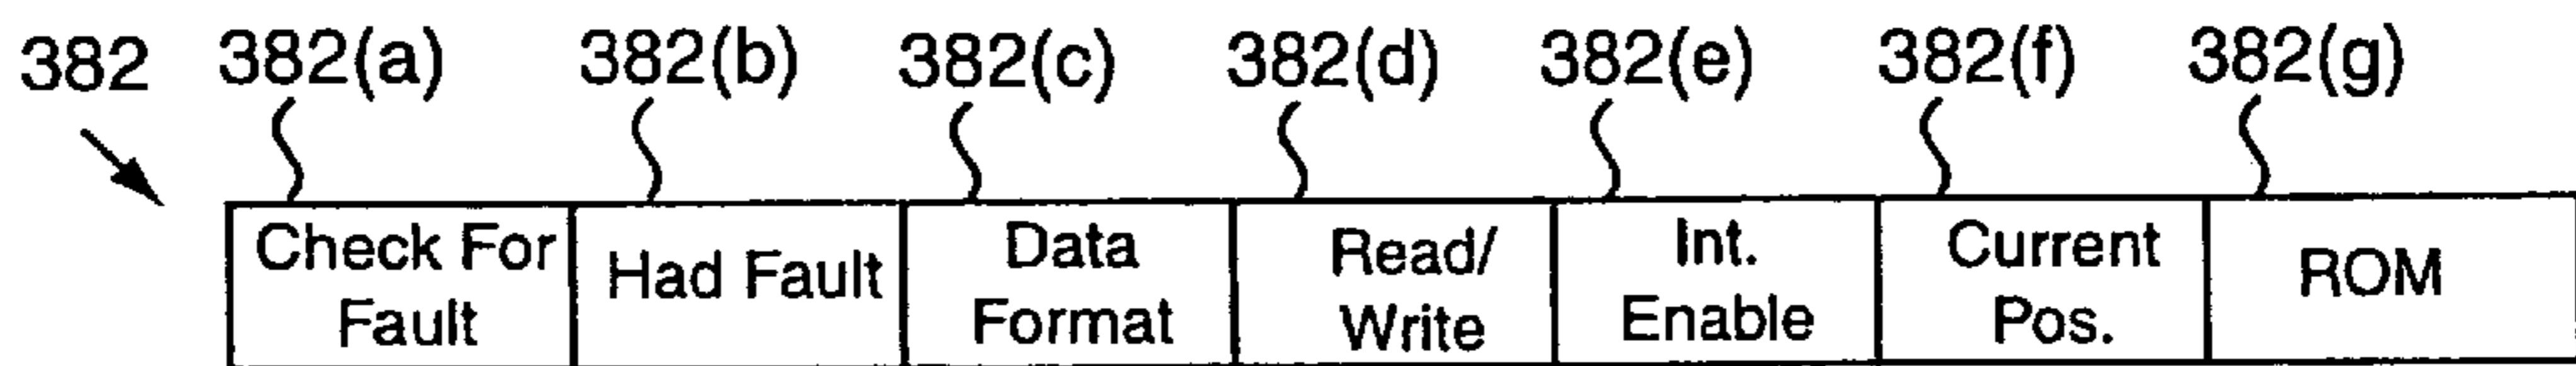 382 382(a) 382(b) 382(c) 382(d) 382(e) 382(f) 382(g)
Check For Fault
Had Fault
Data Format
Read/ Write
Int. Enable
Current Pos.
ROM